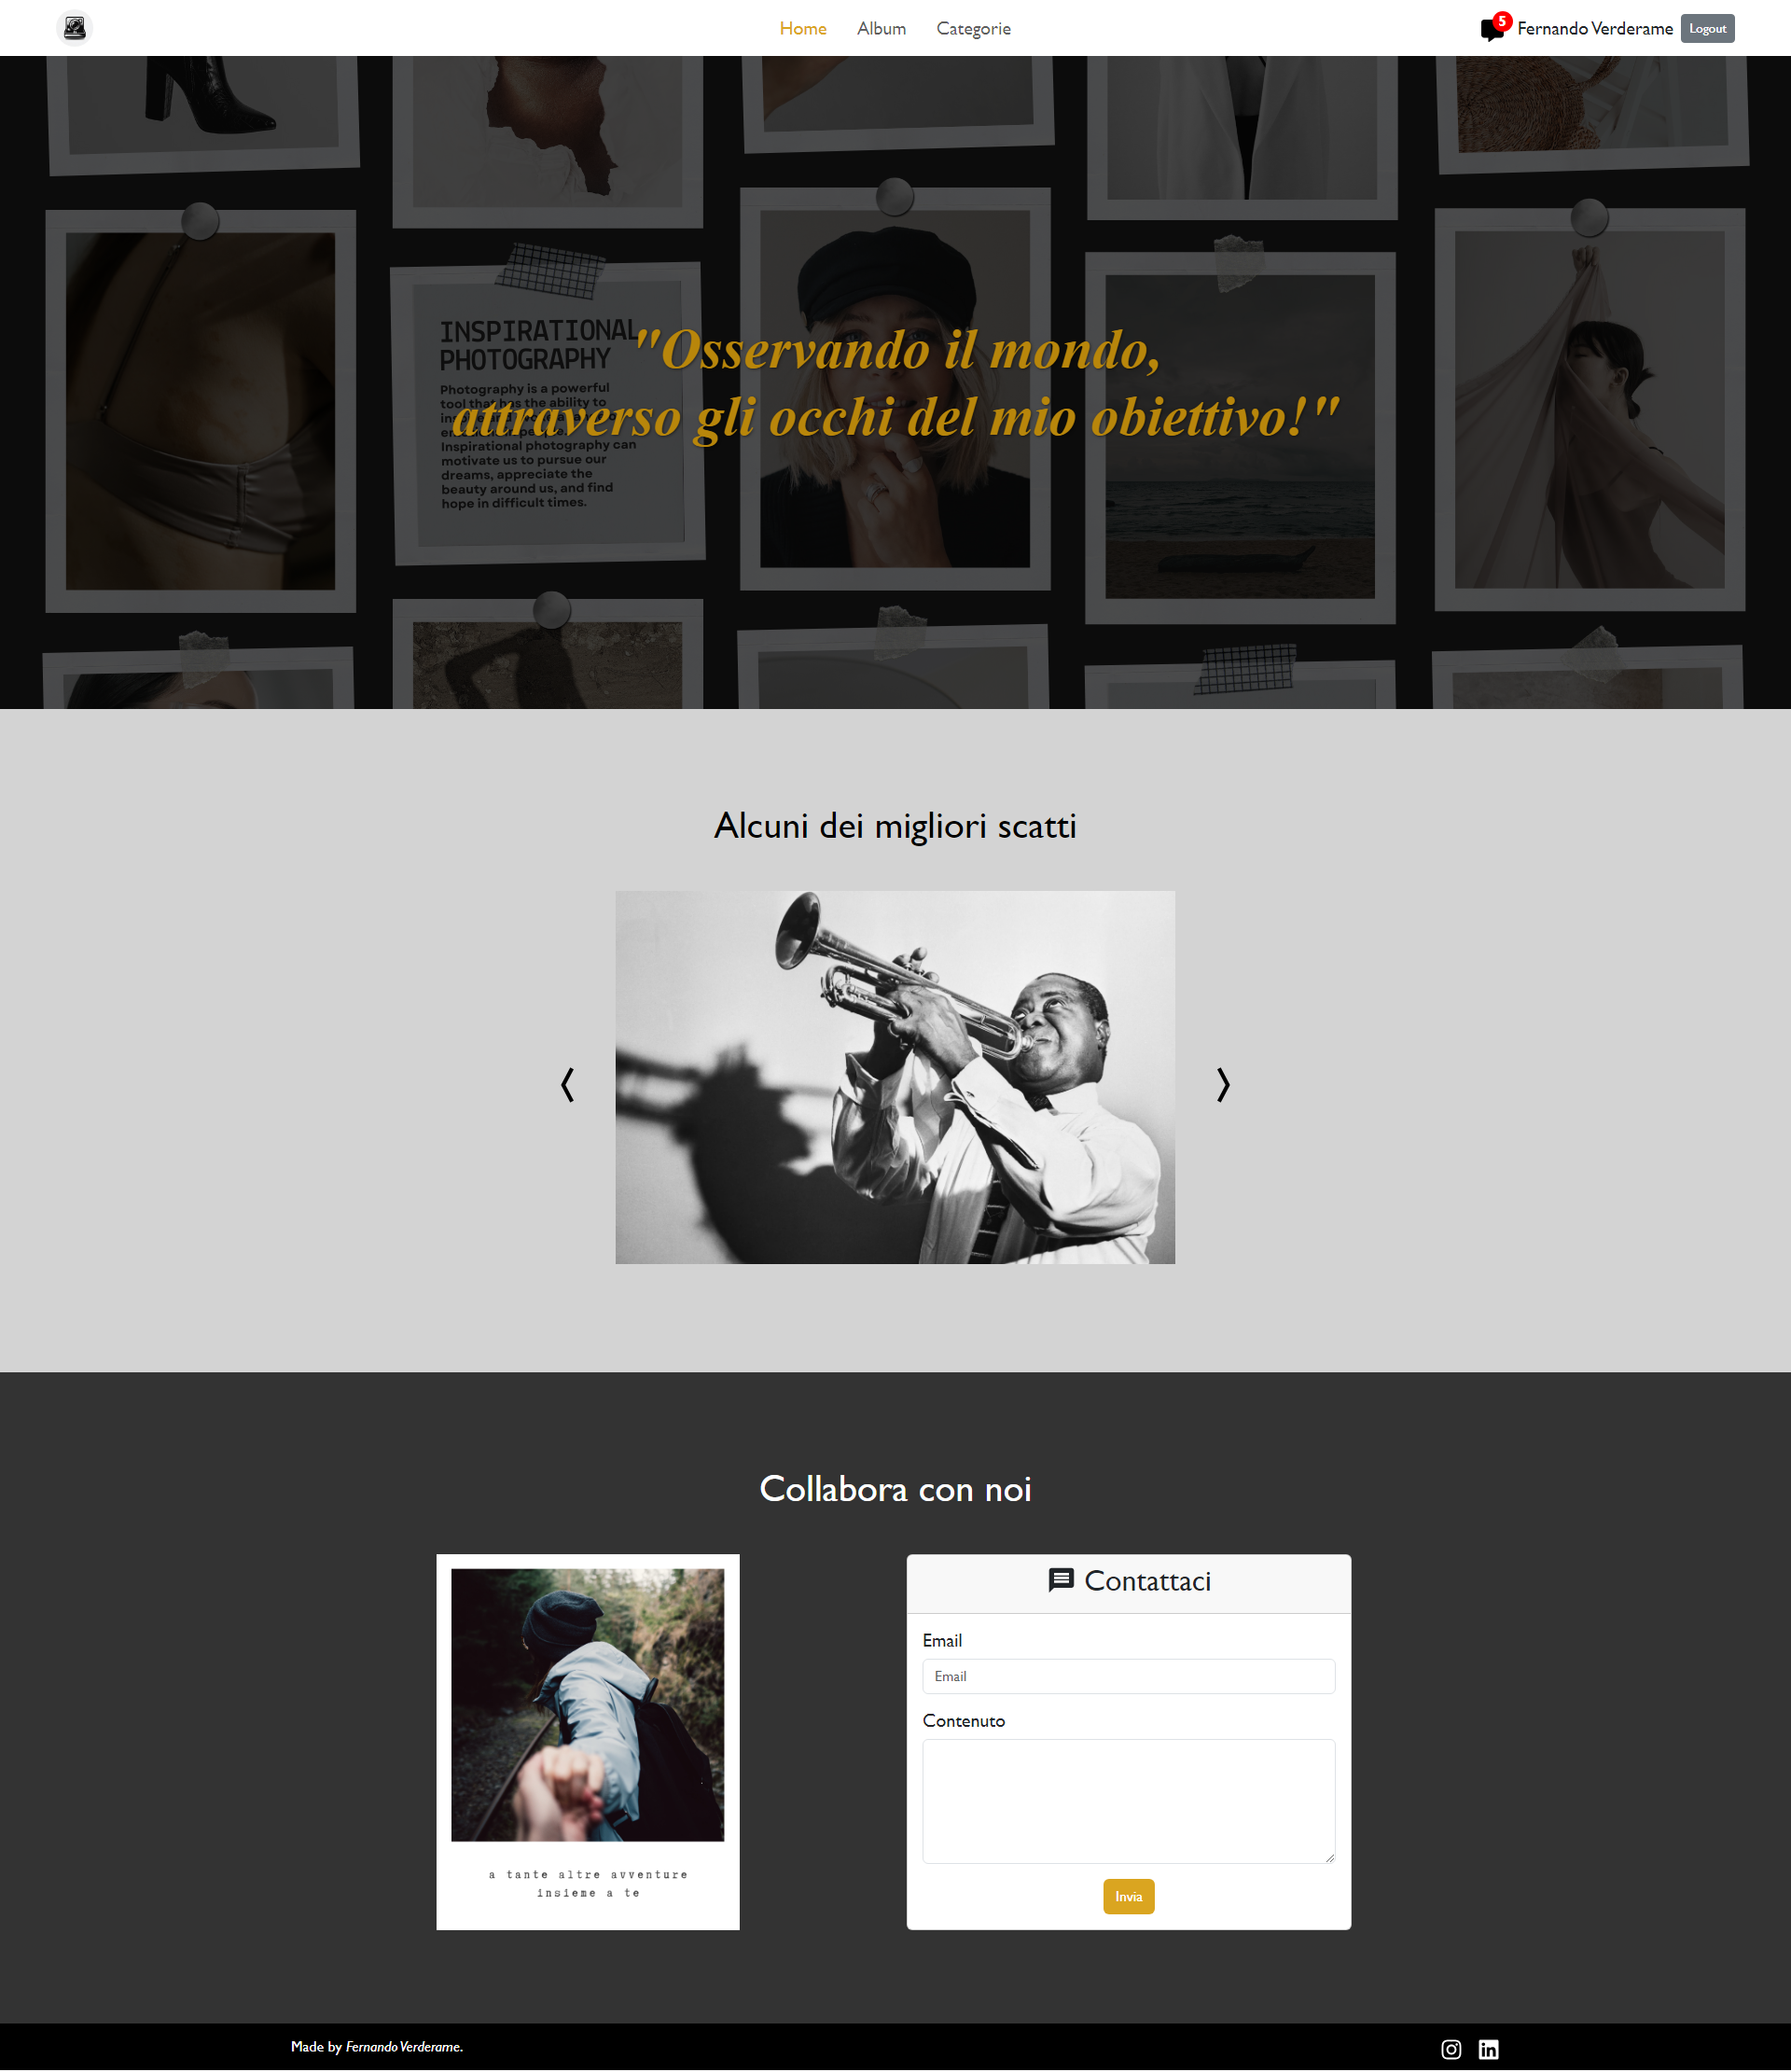 Home
Album
Categorie
5
Fernando Verderame
Logout
INSPIRATIONAL
PHOTOGRAPHY
Photography is a powerful
tool that has the ability to
Inspirational photography can
motivate us to pursue our
dreams, appreciate the
beauty around us, and find
hope in difficult times.
"Osservando il mondo,
attraverso gli occhi del mio obiettivo!"
Alcuni dei migliori scatti
Collabora con noi
a tante altre avventure
insieme a te
Contattaci
Email
Email
Contenuto
Invia
Made by Fernando Verderame.